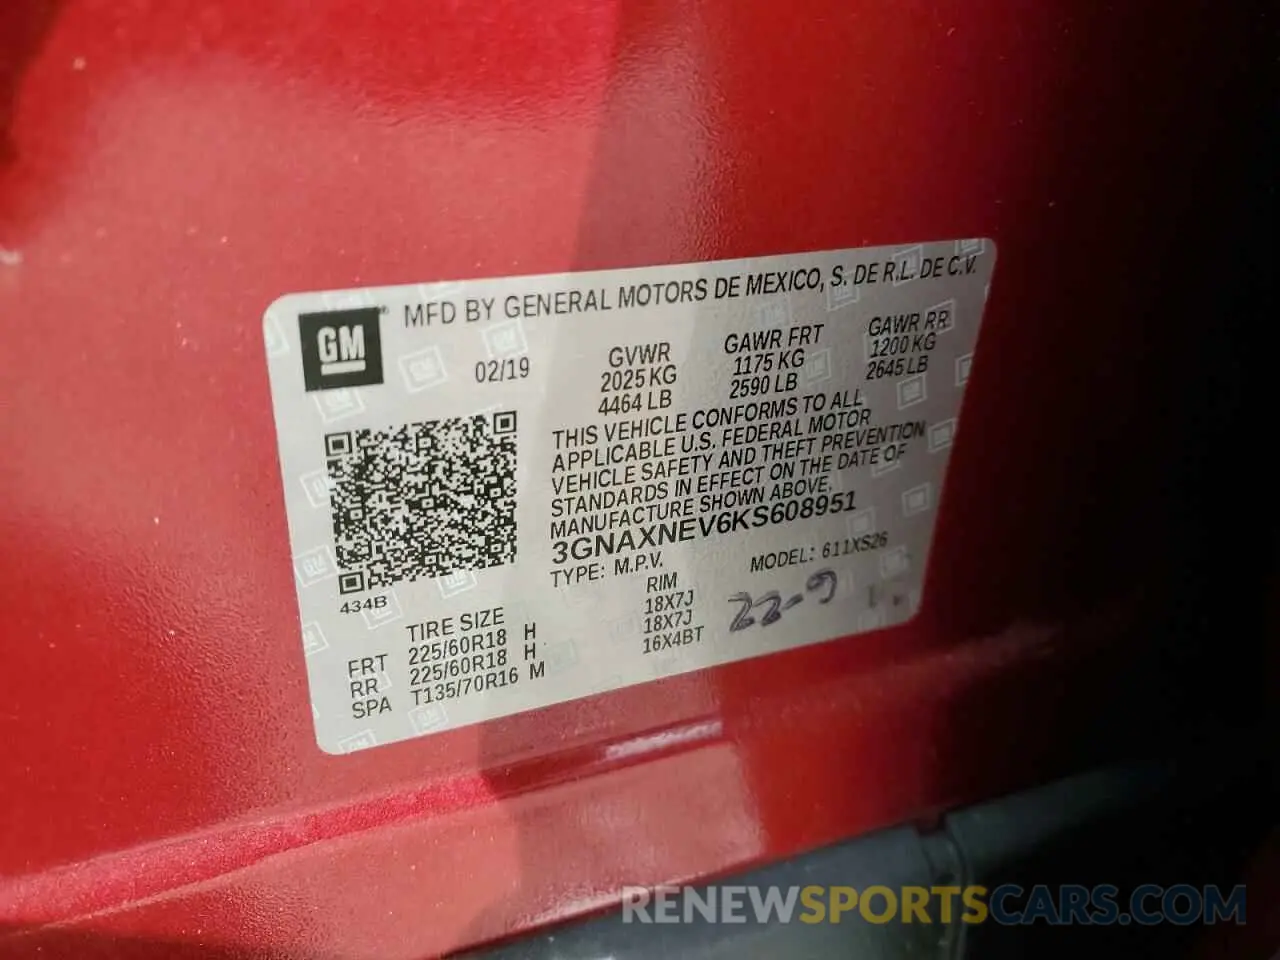 MFD BY GENERAL MOTORS DE MEXICO, S. DE R.L. DE C.V.
GM
02/19
GVWR GAWR FRT GAWR RR
2025 KG 1175 KG 1200 KG
4464 LB 2590 LB 2645 LB
THIS VEHICLE CONFORMS TO ALL
APPLICABLE U.S. FEDERAL MOTOR
VEHICLE SAFETY AND THEFT PREVENTION
STANDARDS IN EFFECT ON THE DATE OF
MANUFACTURE SHOWN ABOVE.
3GNAXNEV6KS608951
TYPE: M.P.V. MODEL: 611XS26
434B
TIRE SIZE RIM
FRT 225/60R18 H 18X7J
RR 225/60R18 H 18X7J
SPA T135/70R16 M 16X4BT
22-9
RENEWSPORTSCARS.COM